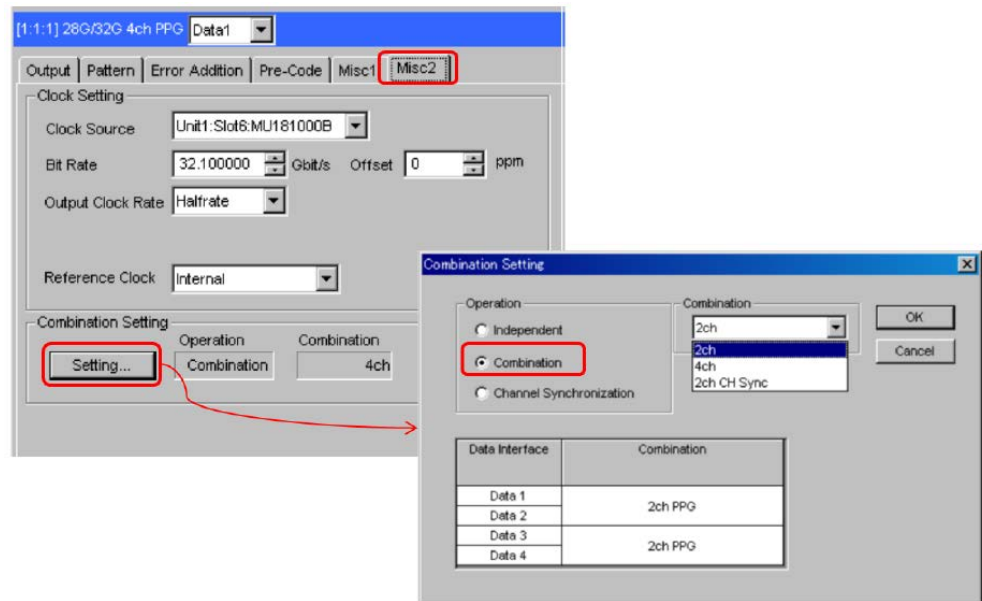 [1:1:1] 28G/32G 4ch PPG Data1
Output Pattern Error Addition Pre-Code Misc1 Misc2
Clock Setting
Clock Source Unit1:Slot6:MU181000B
Bit Rate 32.100000 Gbit/s Offset 0 ppm
Output Clock Rate Halfrate
Reference Clock Internal
Combination Setting
Operation Combination
Setting... Combination 4ch
Combination Setting
Operation Combination
Independent 2ch OK
2ch
Combination 4ch Cancel
2ch CH Sync
Channel Synchronization
Data Interface Combination
Data 1
2ch PPG
Data 2
Data 3
2ch PPG
Data 4